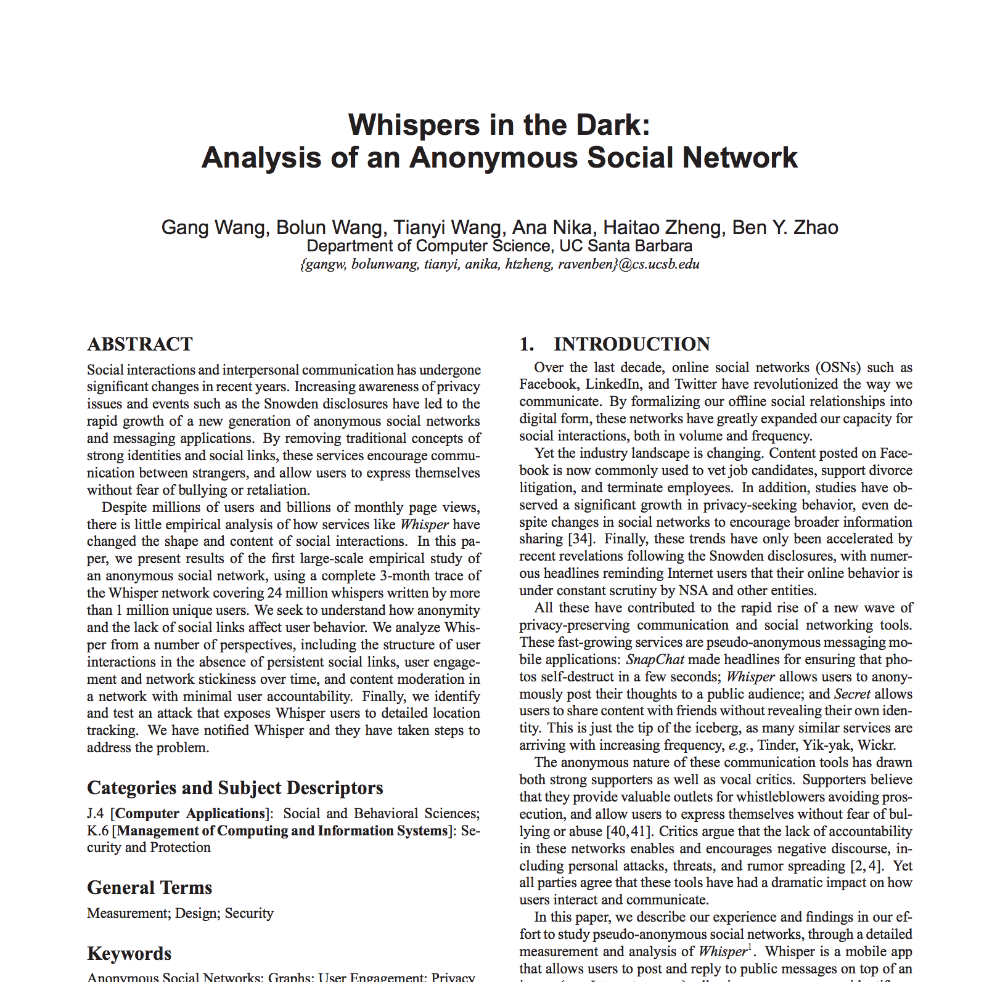 Whispers in the Dark:
Analysis of an Anonymous Social Network
Gang Wang, Bolun Wang, Tianyi Wang, Ana Nika, Haitao Zheng, Ben Y. Zhao
Department of Computer Science, UC Santa Barbara
{gangw, bolunwang, tianyi, anika, htzheng, ravenben}@cs.ucsb.edu
ABSTRACT
Social interactions and interpersonal communication has undergone
significant changes in recent years. Increasing awareness of privacy
issues and events such as the Snowden disclosures have led to the
rapid growth of a new generation of anonymous social networks
and messaging applications. By removing traditional concepts of
strong identities and social links, these services encourage commu-
nication between strangers, and allow users to express themselves
without fear of bullying or retaliation.
Despite millions of users and billions of monthly page views,
there is little empirical analysis of how services like Whisper have
changed the shape and content of social interactions. In this pa-
per, we present results of the first large-scale empirical study of
an anonymous social network, using a complete 3-month trace of
the Whisper network covering 24 million whispers written by more
than 1 million unique users. We seek to understand how anonymity
and the lack of social links affect user behavior. We analyze Whis-
per from a number of perspectives, including the structure of user
interactions in the absence of persistent social links, user engage-
ment and network stickiness over time, and content moderation in
a network with minimal user accountability. Finally, we identify
and test an attack that exposes Whisper users to detailed location
tracking. We have notified Whisper and they have taken steps to
address the problem.
Categories and Subject Descriptors
J.4 [Computer Applications]: Social and Behavioral Sciences;
K.6 [Management of Computing and Information Systems]: Se-
curity and Protection
General Terms
Measurement; Design; Security
Keywords
Anonymous Social Networks; Graphs; User Engagement; Privacy
1. INTRODUCTION
Over the last decade, online social networks (OSNs) such as
Facebook, LinkedIn, and Twitter have revolutionized the way we
communicate. By formalizing our offline social relationships into
digital form, these networks have greatly expanded our capacity for
social interactions, both in volume and frequency.
Yet the industry landscape is changing. Content posted on Face-
book is now commonly used to vet job candidates, support divorce
litigation, and terminate employees. In addition, studies have ob-
served a significant growth in privacy-seeking behavior, even de-
spite changes in social networks to encourage broader information
sharing [34]. Finally, these trends have only been accelerated by
recent revelations following the Snowden disclosures, with numer-
ous headlines reminding Internet users that their online behavior is
under constant scrutiny by NSA and other entities.
All these have contributed to the rapid rise of a new wave of
privacy-preserving communication and social networking tools.
These fast-growing services are pseudo-anonymous messaging mo-
bile applications: SnapChat made headlines for ensuring that pho-
tos self-destruct in a few seconds; Whisper allows users to anony-
mously post their thoughts to a public audience; and Secret allows
users to share content with friends without revealing their own iden-
tity. This is just the tip of the iceberg, as many similar services are
arriving with increasing frequency, e.g., Tinder, Yik-yak, Wickr.
The anonymous nature of these communication tools has drawn
both strong supporters as well as vocal critics. Supporters believe
that they provide valuable outlets for whistleblowers avoiding pros-
ecution, and allow users to express themselves without fear of bul-
lying or abuse [40,41]. Critics argue that the lack of accountability
in these networks enables and encourages negative discourse, in-
cluding personal attacks, threats, and rumor spreading [2,4]. Yet
all parties agree that these tools have had a dramatic impact on how
users interact and communicate.
In this paper, we describe our experience and findings in our ef-
fort to study pseudo-anonymous social networks, through a detailed
measurement and analysis of Whisper1. Whisper is a mobile app
that allows users to post and reply to public messages on top of an